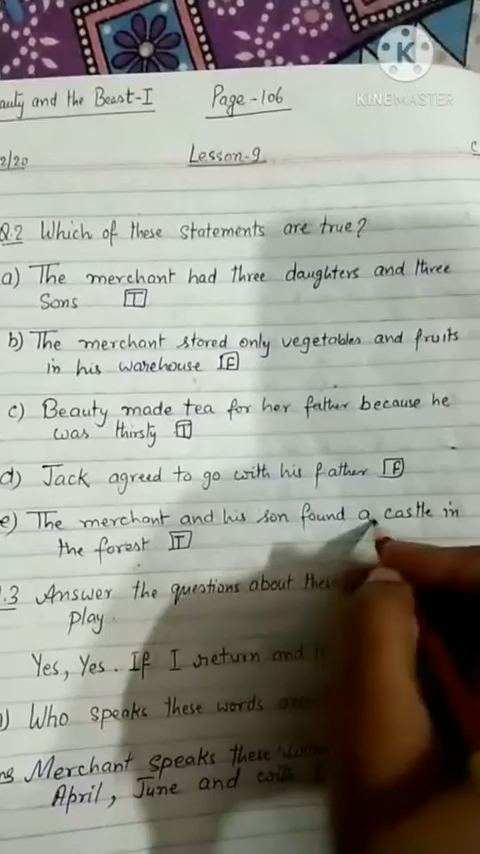 auty and the Beast-I Page-106
KINEMASTER
2/20 Lesson-9
Q.2 Which of these statements are true?
a) The merchant had three daughters and three
Sons T
b) The merchant stored only vegetables and fruits
in his warehouse F
c) Beauty made tea for her father because he
was thirsty T
d) Jack agreed to go with his father F
e) The merchant and his son found a castle in
the forest T
.3 Answer the questions about
play.
Yes, Yes. If I return and
) Who speaks these words
ns Merchant speaks these
April, June and with